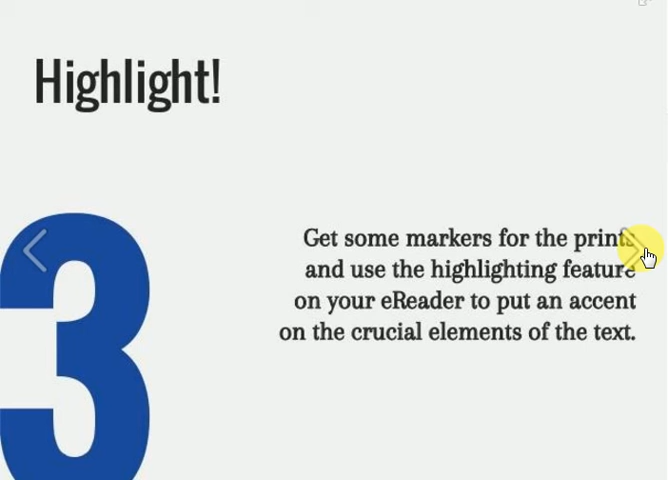 Highlight!
3
Get some markers for the prints
and use the highlighting feature
on your eReader to put an accent
on the crucial elements of the text.